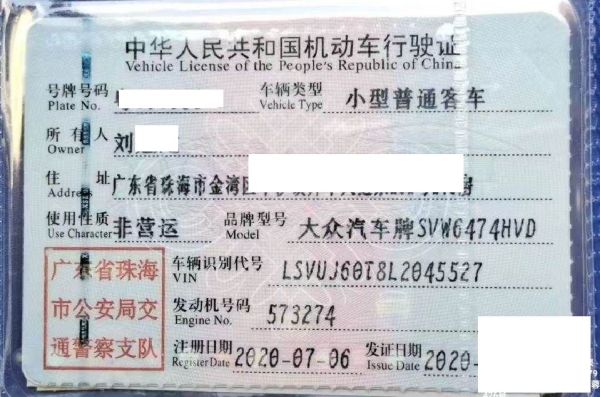 中华人民共和国机动车行驶证
Vehicle License of the People's Republic of China
号牌号码 车辆类型 小型普通客车
Plate No. Vehicle Type
所有人 刘
Owner
住址 广东省珠海市金湾区
Address
使用性质 非营运 品牌型号 大众汽车牌SVW6474HVD
Use Character Model
广东省珠海
市公安局交
通警察支队
车辆识别代号 LSVUJ60T8L2045527
VIN
发动机号码 573274
Engine No.
注册日期 2020-07-06 发证日期 2020-
Register Date Issue Date